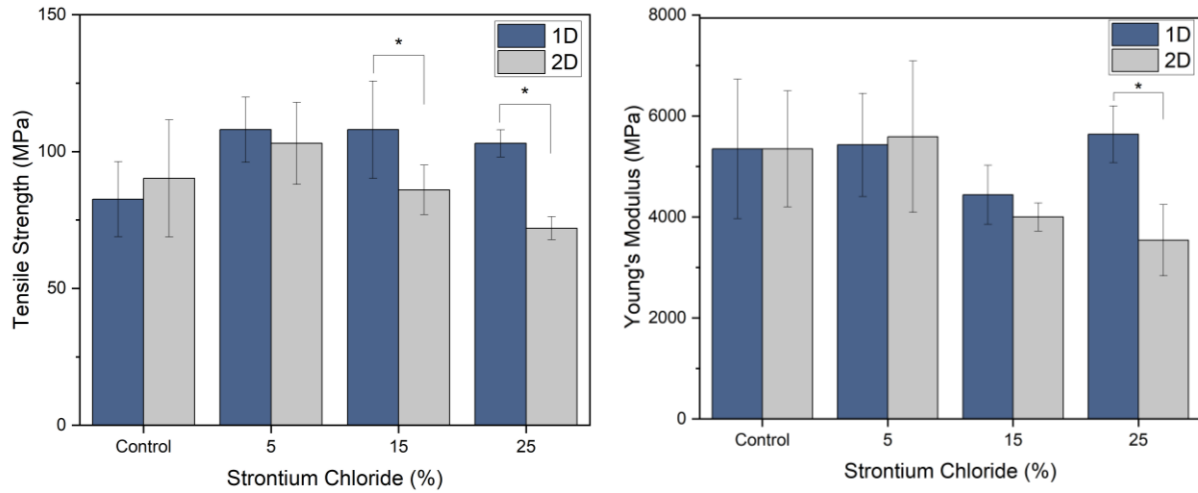 150
100
50
0
Tensile Strength (MPa)
1D
2D
*
*
Control 5 15 25
Strontium Chloride (%)
8000
6000
4000
2000
0
Young's Modulus (MPa)
1D
2D
*
Control 5 15 25
Strontium Chloride (%)